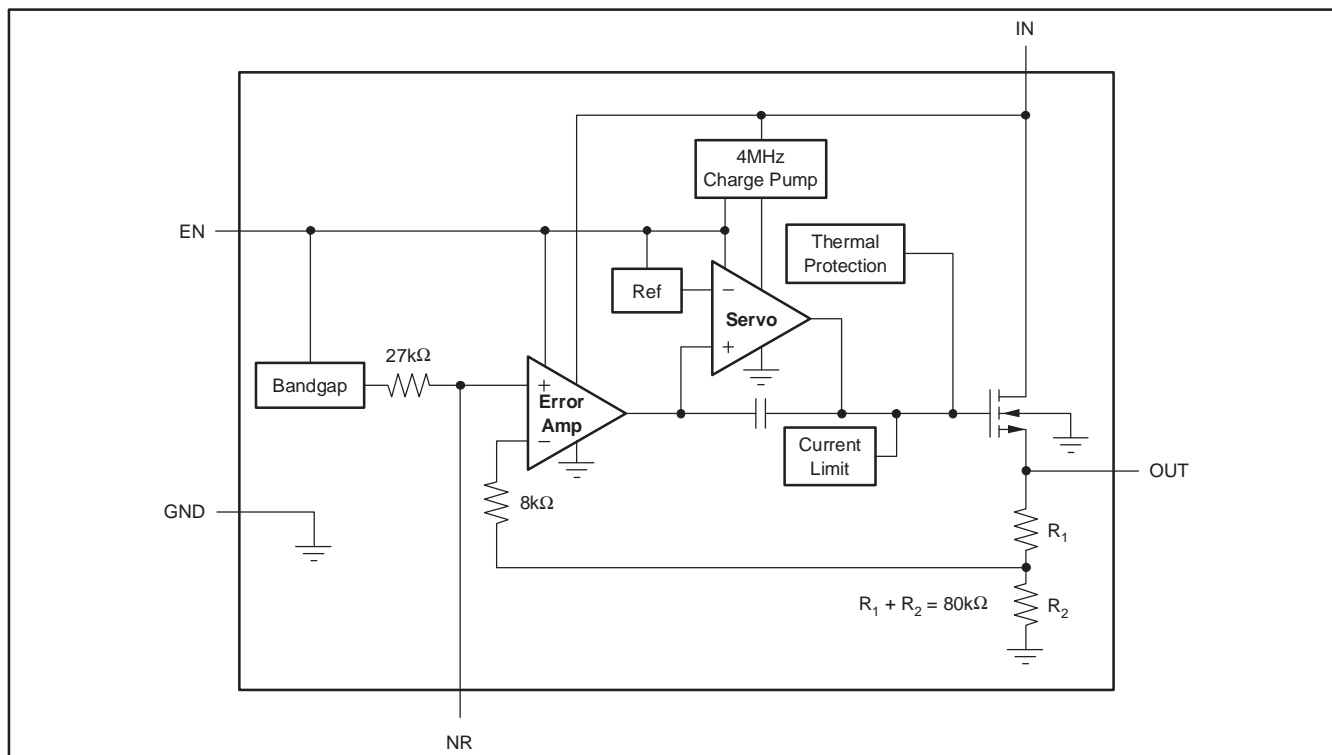 IN
4MHz
Charge Pump
EN
Thermal
Protection
Ref
−
Servo
+
27kΩ
Bandgap
+
Error
Amp
−
Current
Limit
OUT
8kΩ
GND
R₁
R₁ + R₂ = 80kΩ
R₂
NR